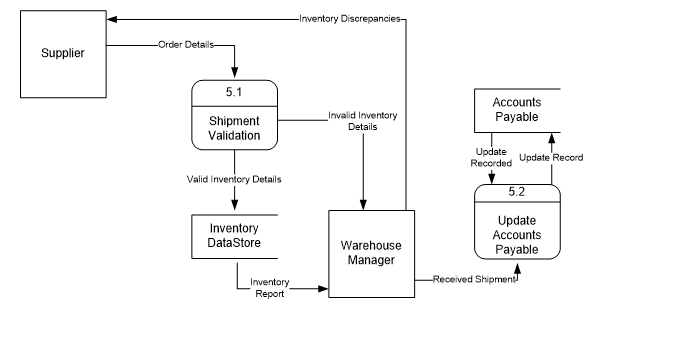 Inventory Discrepancies
Supplier
Order Details
5.1
Shipment
Validation
Invalid Inventory
Details
Accounts
Payable
Update
Recorded
Update Record
Valid Inventory Details
5.2
Update
Accounts
Payable
Inventory
DataStore
Warehouse
Manager
Inventory
Report
Received Shipment